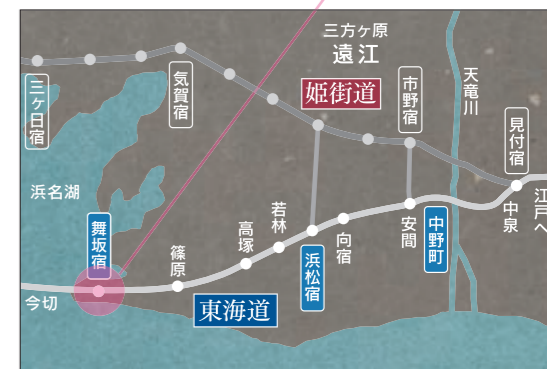 三方ヶ原
遠江
姫街道
三ヶ日宿
気賀宿
市野宿
天竜川
見付宿
浜名湖
舞坂宿
今切
篠原
高塚
若林
浜松宿
向宿
安間
中野町
中泉
江戸へ
東海道